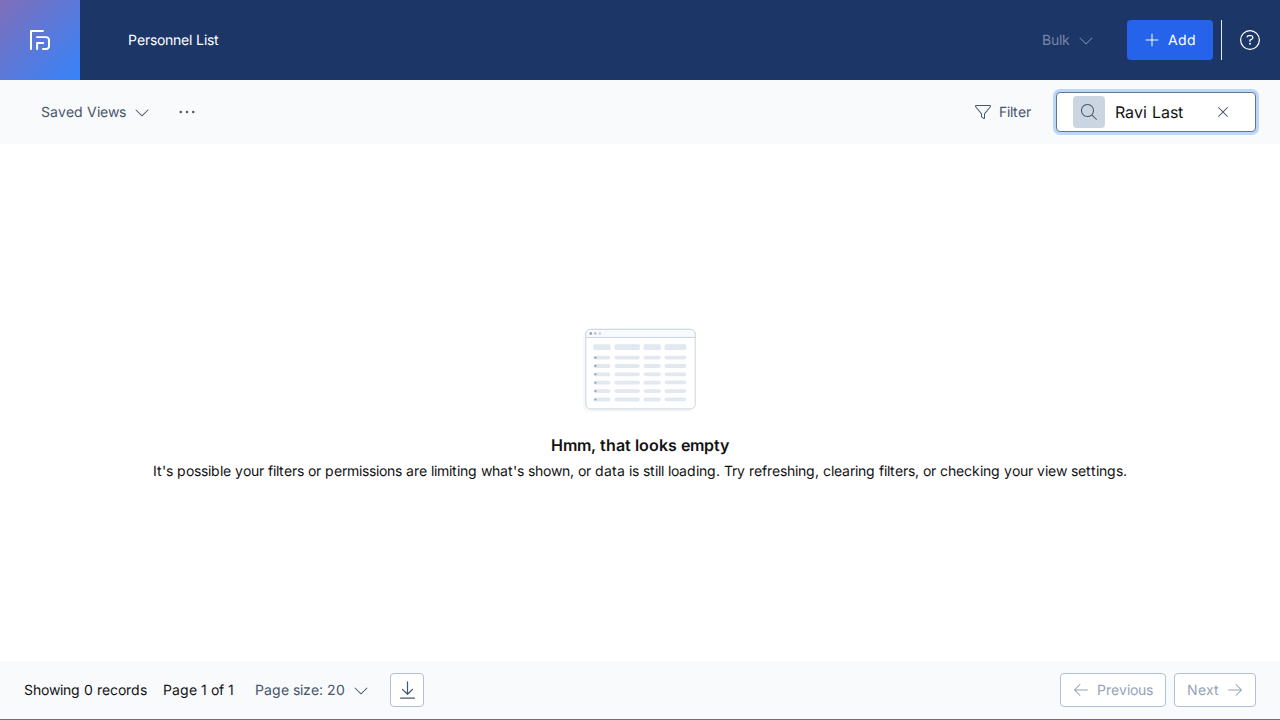 Personnel List
Bulk
Add
Saved Views
Filter
Ravi Last
Hmm, that looks empty
It's possible your filters or permissions are limiting what's shown, or data is still loading. Try refreshing, clearing filters, or checking your view settings.
Showing 0 records
Page 1 of 1
Page size: 20
Previous
Next